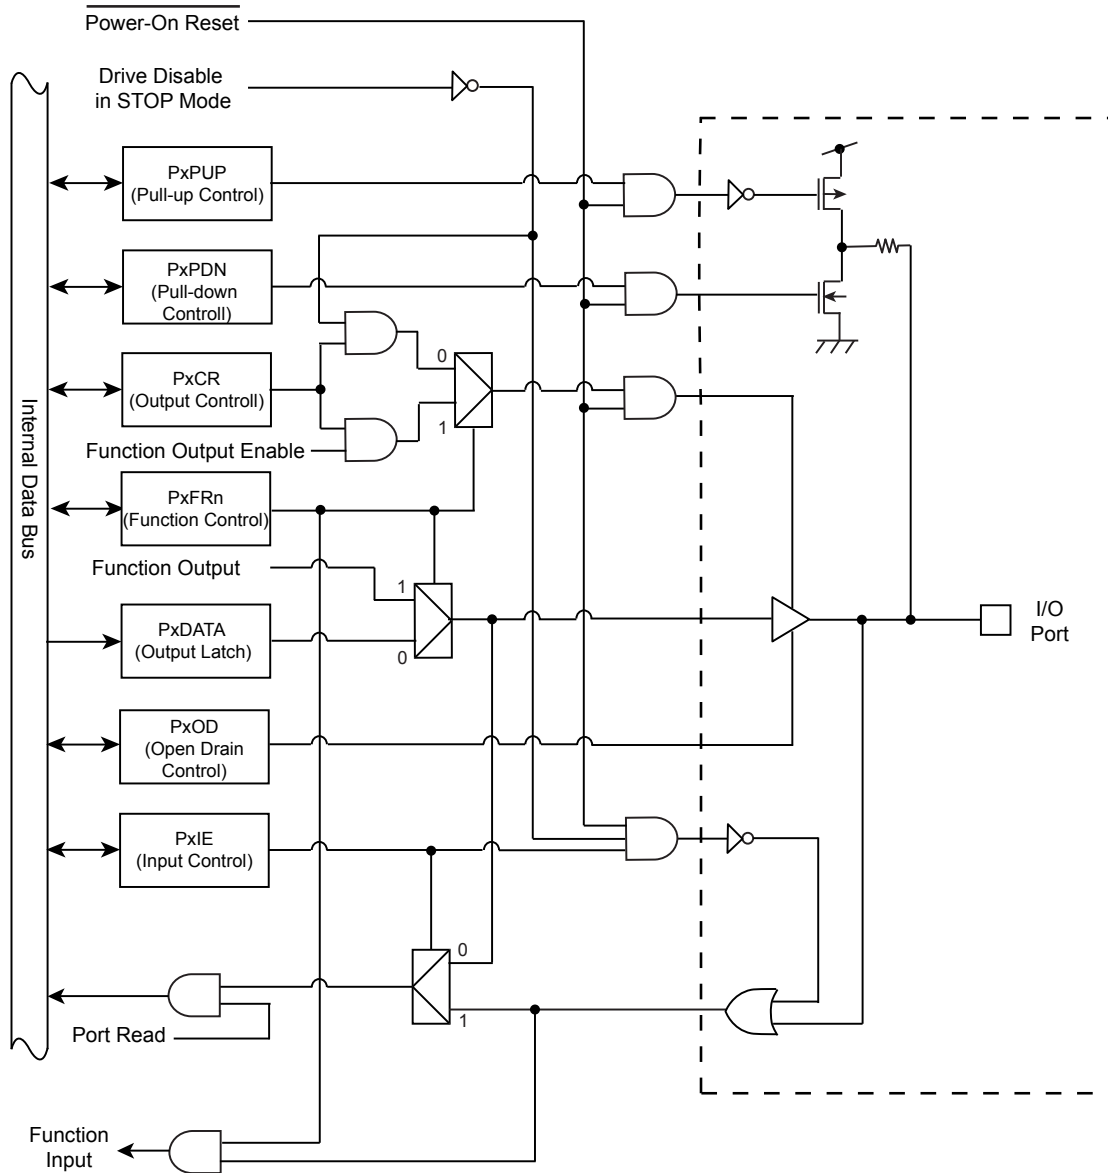 Power-On Reset
Drive Disable
in STOP Mode
PxPUP
(Pull-up Control)
PxPDN
(Pull-down
Controll)
0
PxCR
(Output Controll)
1
Function Output Enable
Internal Data Bus
PxFRn
(Function Control)
Function Output
1
PxDATA
(Output Latch)
0
I/O
Port
PxOD
(Open Drain
Control)
PxIE
(Input Control)
0
1
Port Read
Function
Input